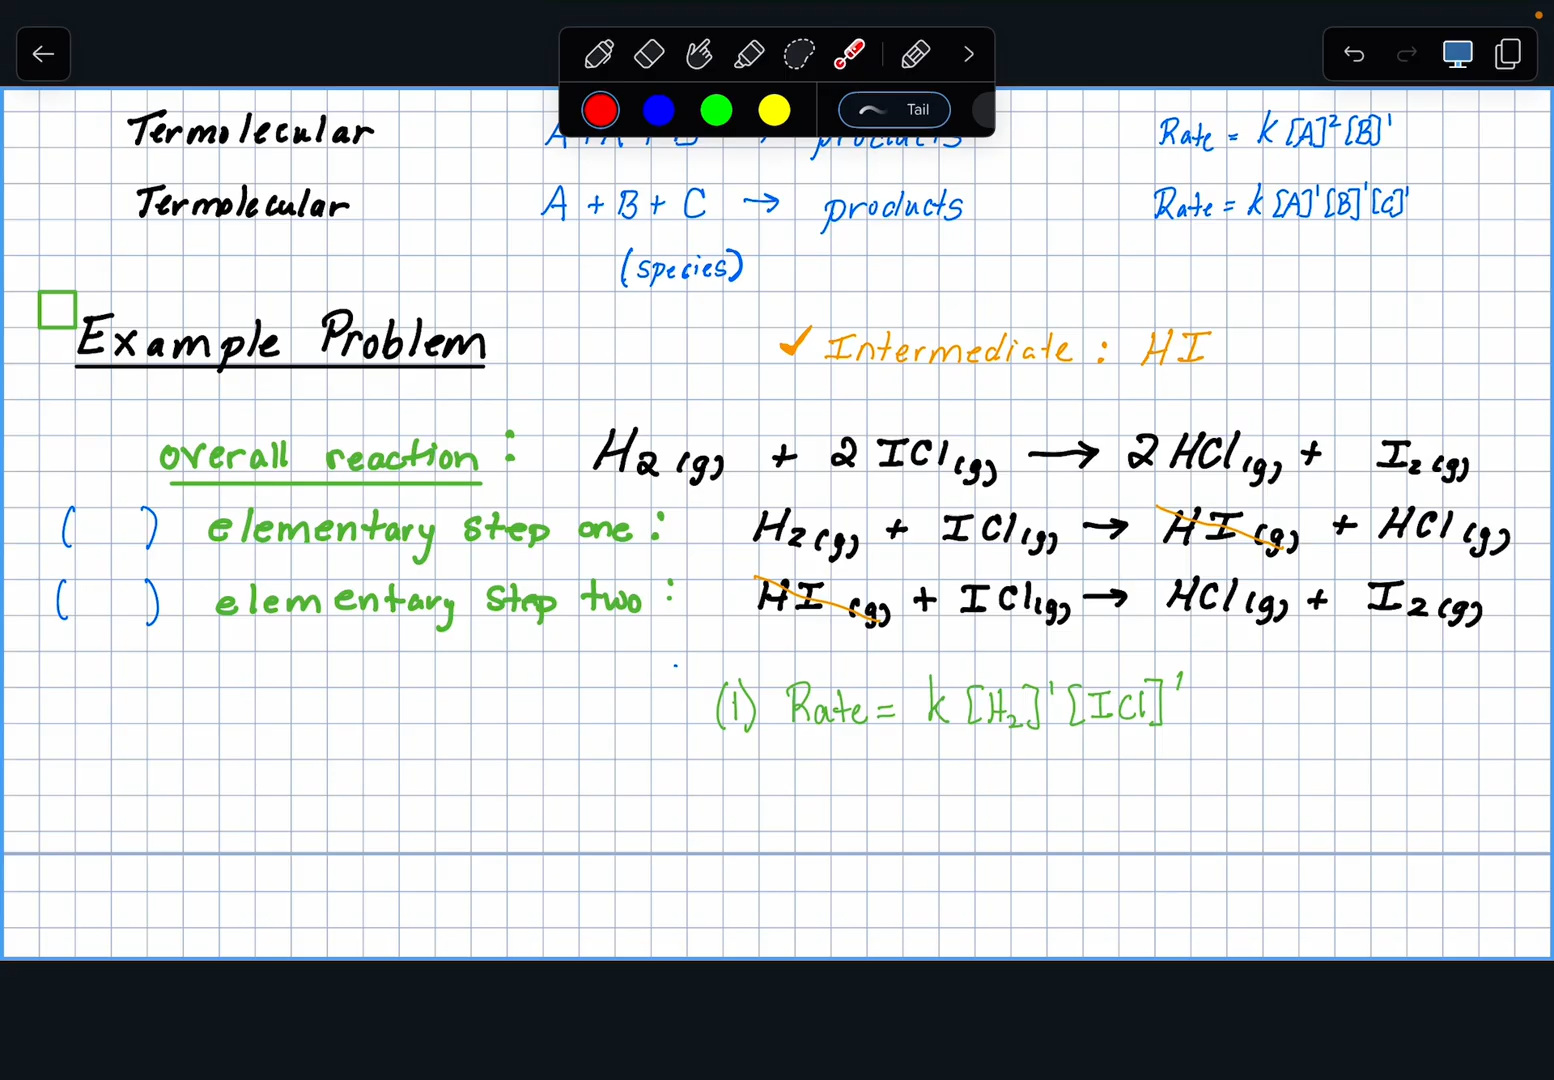 Tail
Termolecular A + A + B → products Rate = k [A]² [B]¹
Termolecular A + B + C → products Rate = k [A]¹ [B]¹ [C]¹
(species)
Example Problem
✓ Intermediate : HI
overall reaction : H₂ (g) + 2 ICl (g) → 2 HCl (g) + I₂ (g)
( ) elementary step one : H₂ (g) + ICl (g) → HI (g) + HCl (g)
( ) elementary step two : HI (g) + ICl (g) → HCl (g) + I₂ (g)
(1) Rate = k [H₂]¹ [ICl]¹